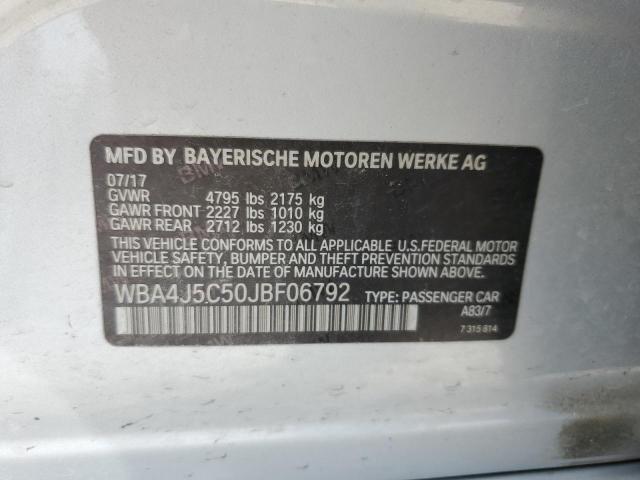 MFD BY BAYERISCHE MOTOREN WERKE AG
07/17
GVWR 4795 lbs 2175 kg
GAWR FRONT 2227 lbs 1010 kg
GAWR REAR 2712 lbs 1230 kg
THIS VEHICLE CONFORMS TO ALL APPLICABLE U.S.FEDERAL MOTOR
VEHICLE SAFETY, BUMPER AND THEFT PREVENTION STANDARDS IN
EFFECT ON THE DATE OF MANUFACTURE SHOWN ABOVE.
WBA4J5C50JBF06792 TYPE: PASSENGER CAR
A83/7
7 315 814